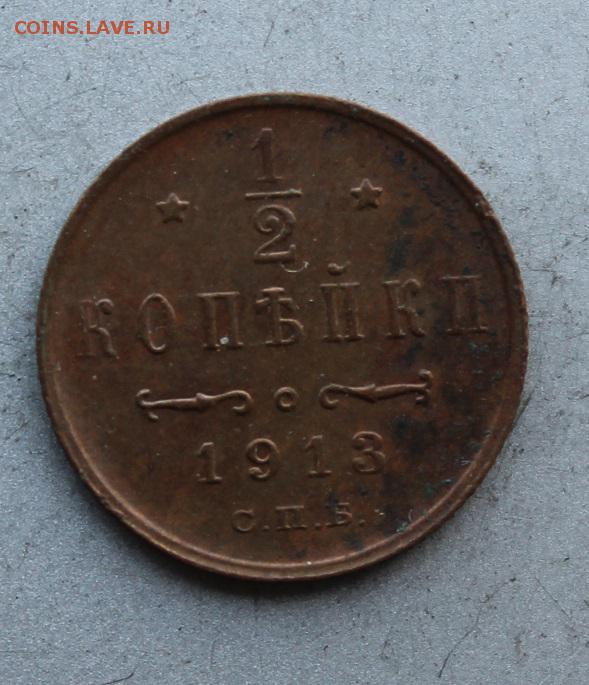 COINS.LAVE.RU
1
2
КОПѢЙКИ
1913
С.П.Б.